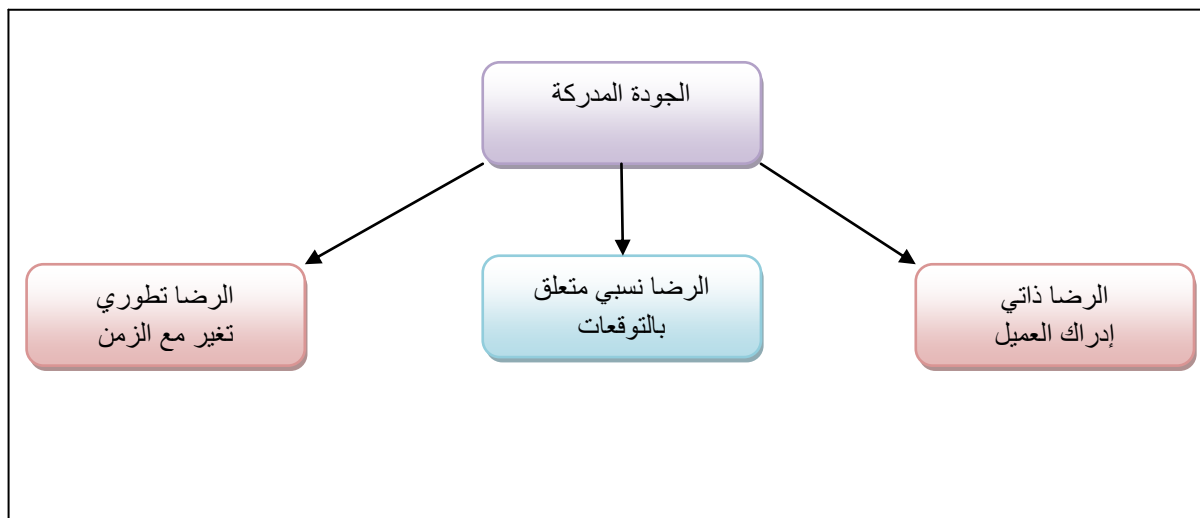 الجودة المدركة
الرضا ذاتي
إدراك العميل
الرضا نسبي متعلق
بالتوقعات
الرضا تطوري
تغير مع الزمن